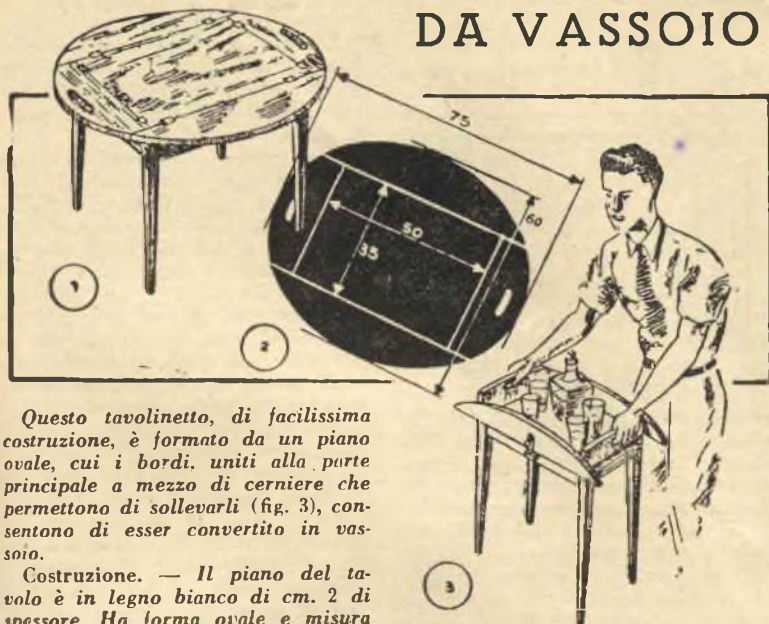 DA VASSOIO
75
60
50
35
1
2
3
Questo tavolinetto, di facilissima
costruzione, è formato da un piano
ovale, cui i bordi. uniti alla parte
principale a mezzo di cerniere che
permettono di sollevarli (fig. 3), con-
sentono di esser convertito in vas-
soio.
Costruzione. — Il piano del ta-
volo è in legno bianco di cm. 2 di
spessore. Ha forma ovale e misura